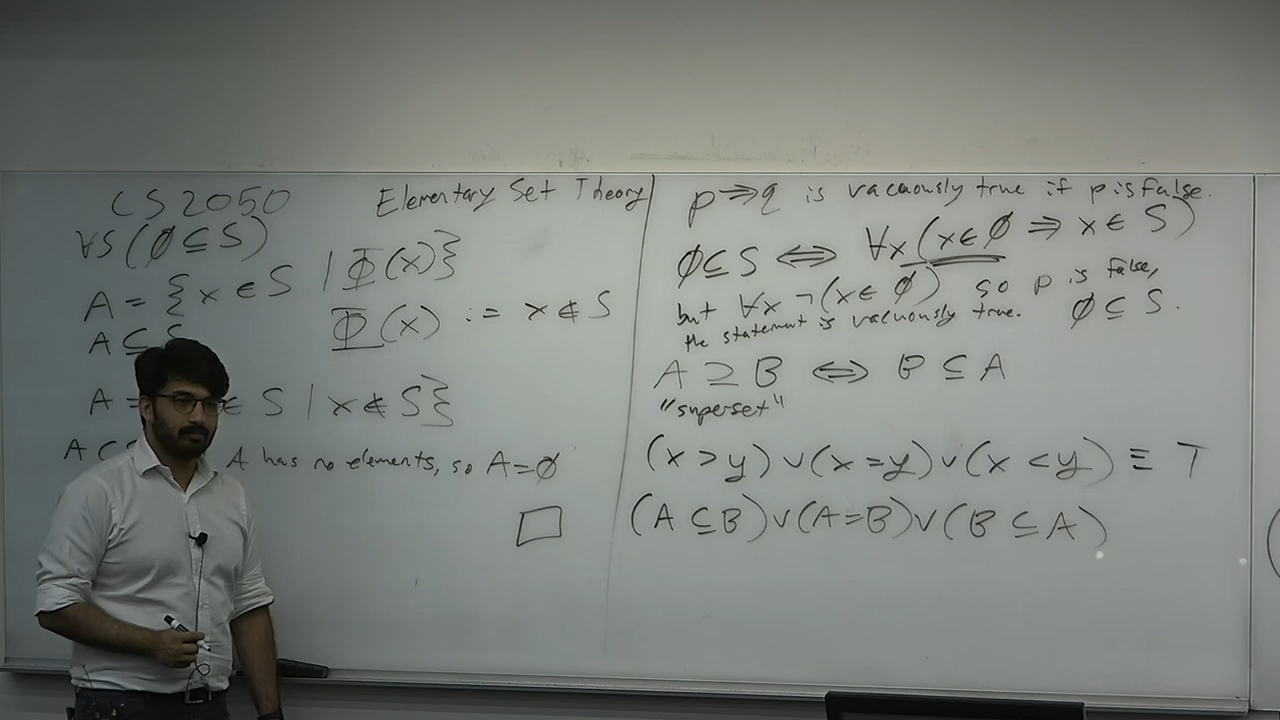 CS 2050 Elementary Set Theory
∀S(∅⊆S)
A = {x ∈ S | Φ(x)}
Φ(x) := x ∉ S
A ⊆ S
A = ∈ S | x ∉ S}
A ⊆ A has no elements, so A=∅
□
p ⇒ q is vacuously true if p is false.
∅⊆S ⇔ ∀x(x∈∅ ⇒ x∈S)
but ∀x ¬(x∈∅) so p is false,
the statement is vacuously true. ∅⊆S.
A ⊇ B ⇔ B ⊆ A
"superset"
(x>y)∨(x=y)∨(x<y) ≡ T
(A⊆B)∨(A=B)∨(B⊆A)